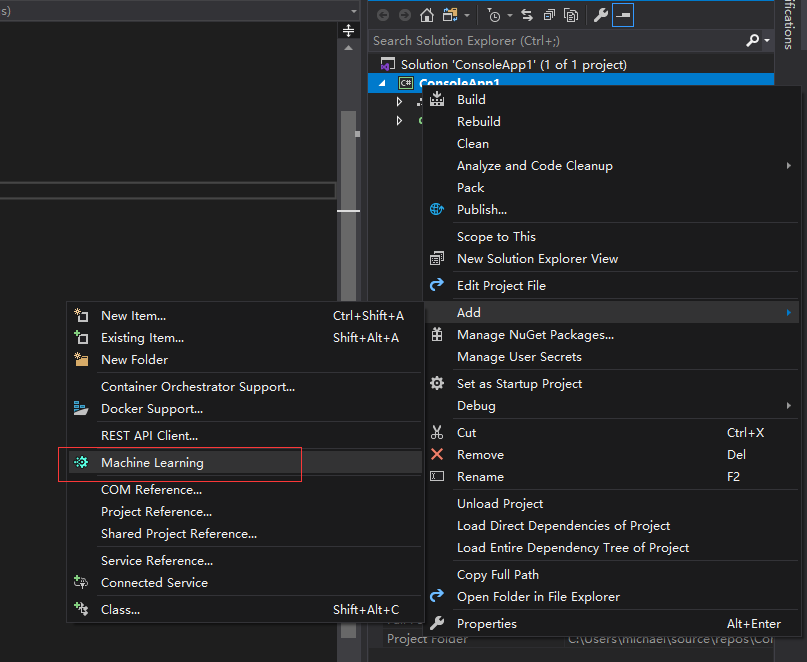 s)
Search Solution Explorer (Ctrl+;)
Solution 'ConsoleApp1' (1 of 1 project)
C# ConsoleApp1
Build
Rebuild
Clean
Analyze and Code Cleanup
Pack
Publish...
Scope to This
New Solution Explorer View
Edit Project File
Add
Manage NuGet Packages...
Manage User Secrets
Set as Startup Project
Debug
Cut Ctrl+X
Remove Del
Rename F2
Unload Project
Load Direct Dependencies of Project
Load Entire Dependency Tree of Project
Copy Full Path
Open Folder in File Explorer
Properties Alt+Enter
New Item... Ctrl+Shift+A
Existing Item... Shift+Alt+A
New Folder
Container Orchestrator Support...
Docker Support...
REST API Client...
Machine Learning
COM Reference...
Project Reference...
Shared Project Reference...
Service Reference...
Connected Service
Class... Shift+Alt+C
Project Folder C:\Users\michael\source\repos\Con
ifications